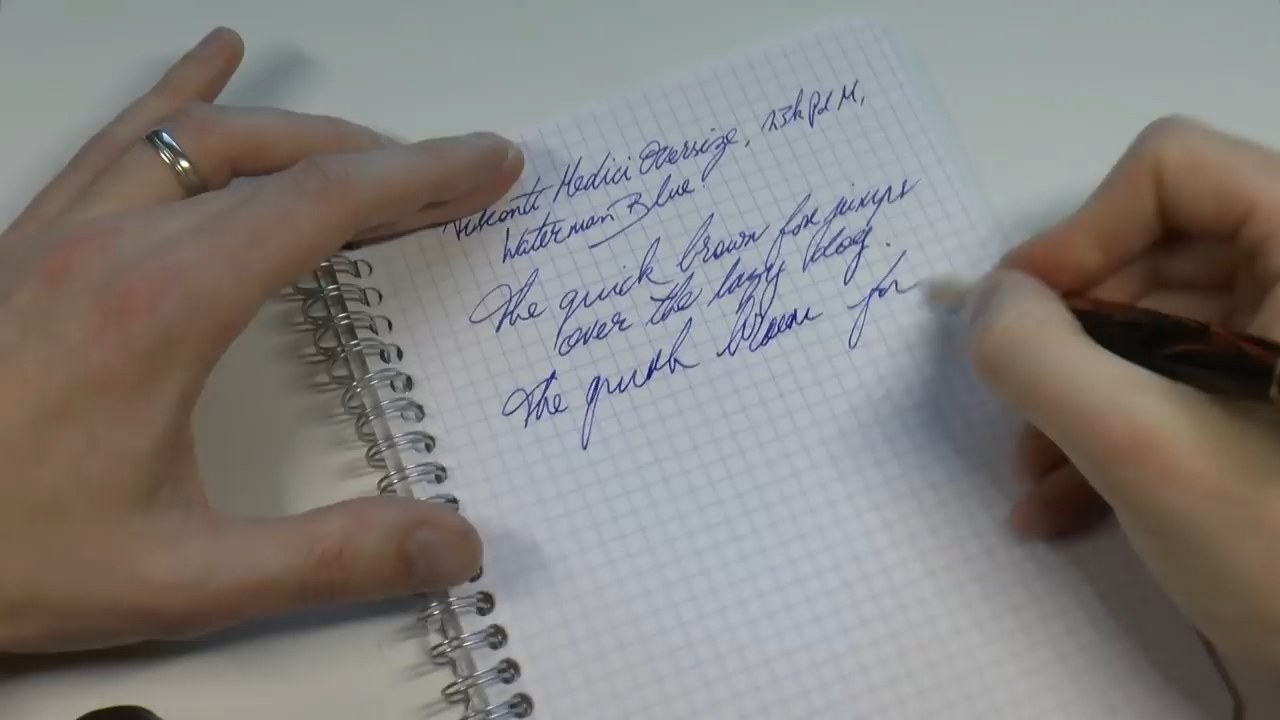 Visconti Medici Oversize, 23k Pd M,
Waterman Blue.
The quick brown fox jumps
over the lazy dog.
The quick brown fo